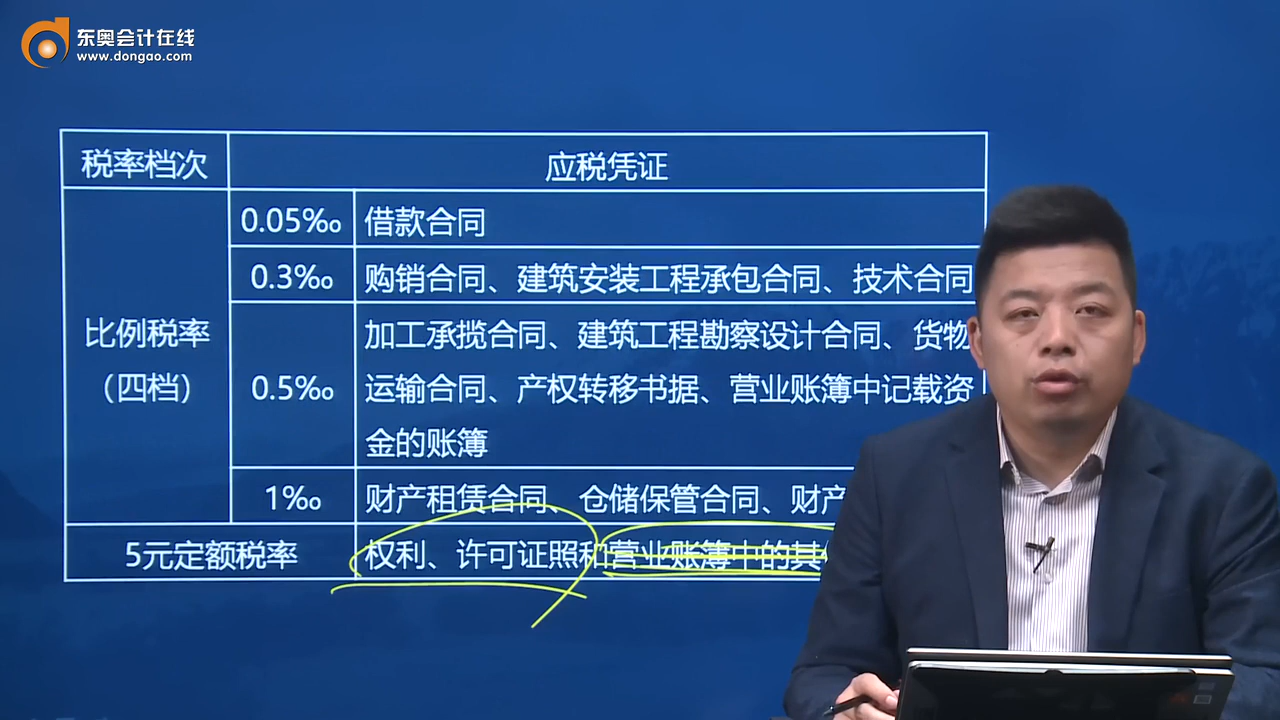 东奥会计在线
www.dongao.com
税率档次
应税凭证
比例税率
（四档）
0.05‰
借款合同
0.3‰
购销合同、建筑安装工程承包合同、技术合同
0.5‰
加工承揽合同、建筑工程勘察设计合同、货物
运输合同、产权转移书据、营业账簿中记载资
金的账簿
1‰
财产租赁合同、仓储保管合同、财产
5元定额税率
权利、许可证照和营业账簿中的其